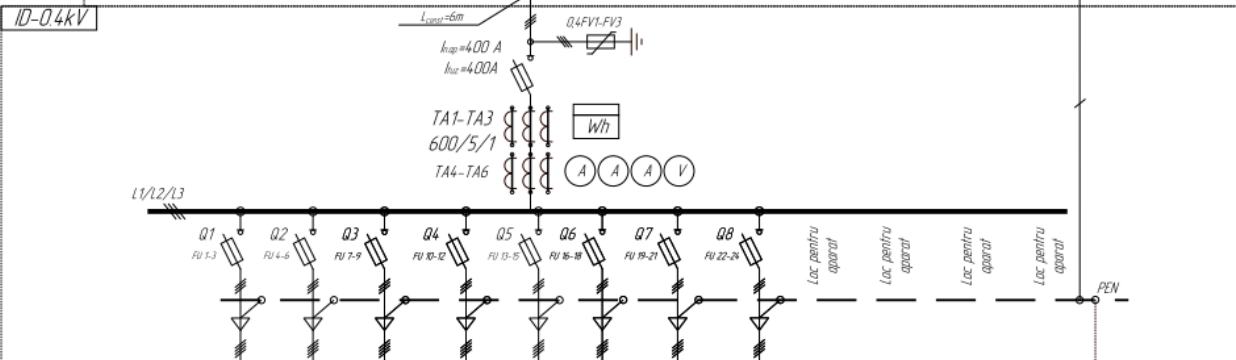 ID-0.4kV
Lconst=6m
0,4FV1-FV3
Iпар=400 A
Ifuz=400A
TA1-TA3
600/5/1
Wh
TA4-TA6
A A A V
L1/L2/L3
Q1 Q2 Q3 Q4 Q5 Q6 Q7 Q8
FU 1-3 FU 4-6 FU 7-9 FU 10-12 FU 13-15 FU 16-18 FU 19-21 FU 22-24
Loc pentru
aparat
Loc pentru
aparat
Loc pentru
aparat
Loc pentru
aparat
PEN